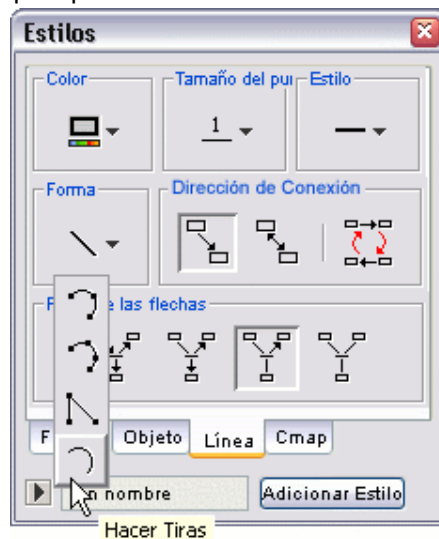 Estilos
Color
Tamaño del pu
Estilo
1
Forma
Dirección de Conexión
las flechas
F
Objeto
Línea
Cmap
nombre
Adicionar Estilo
Hacer Tiras